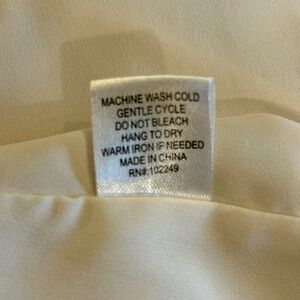 MACHINE WASH COLD
GENTLE CYCLE
DO NOT BLEACH
HANG TO DRY
WARM IRON IF NEEDED
MADE IN CHINA
RN#:102249